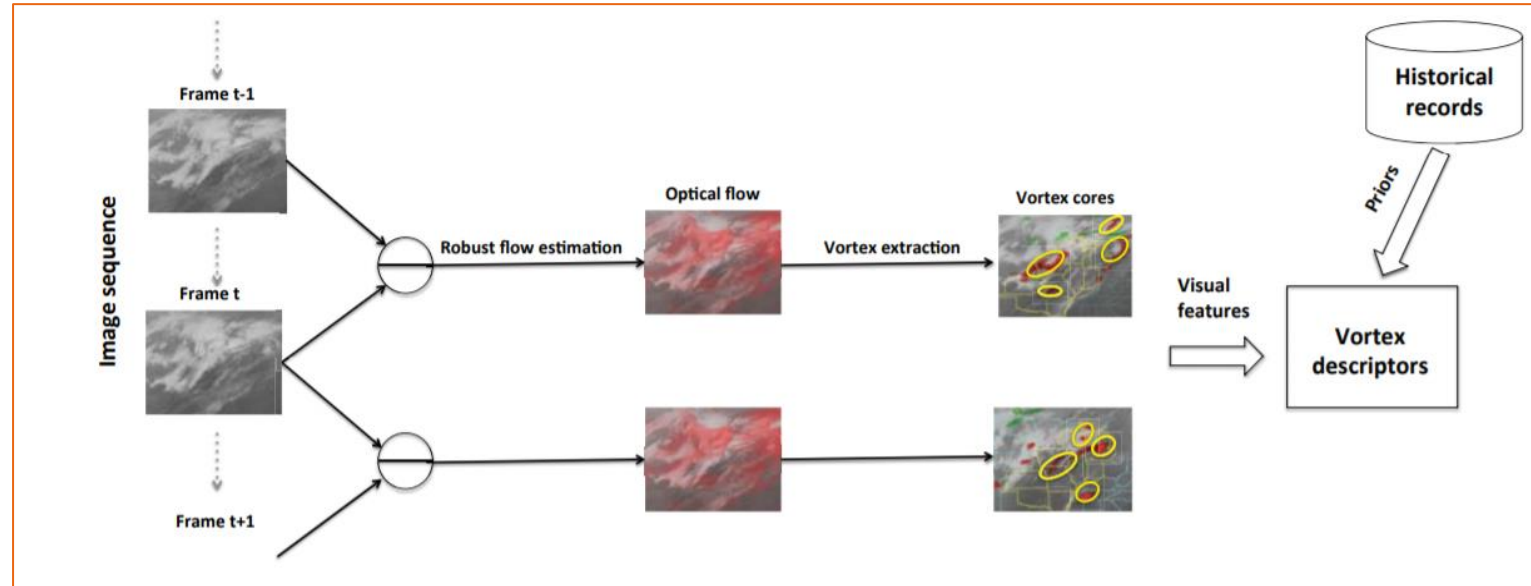 Image sequence
Frame t-1
Frame t
Frame t+1
Robust flow estimation
Optical flow
Vortex extraction
Vortex cores
Visual
features
Historical
records
Priors
Vortex
descriptors